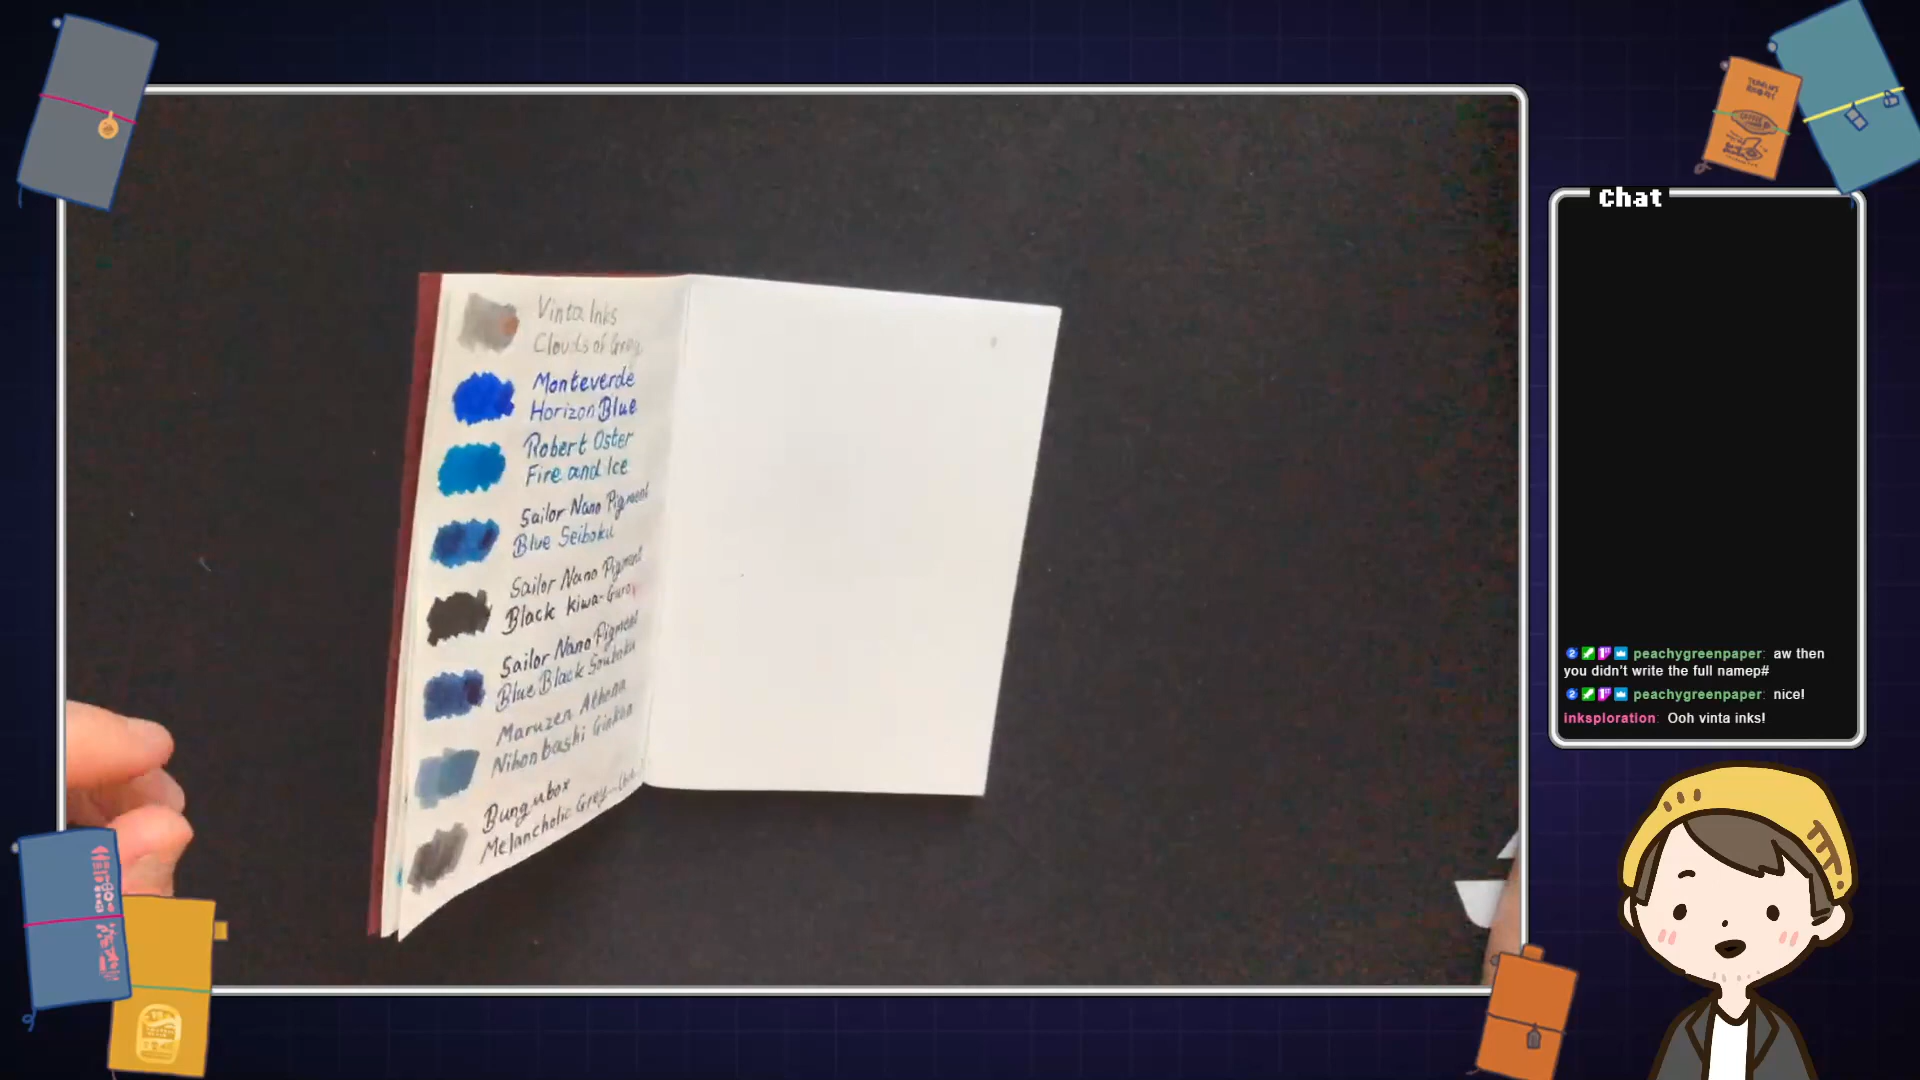 Vinta Inks
Clouds of Grey
Monteverde
Horizon Blue
Robert Oster
Fire and Ice
Sailor Nano Pigment
Blue Seiboku
Sailor Nano Pigment
Black Kiwa-Guro
Sailor Nano Pigment
Blue Black Souboku
Maruzen Athena
Nihonbashi Ginkan
Bungubox
Melancholic Grey
chat
peachygreenpaper: aw then
you didn't write the full namep#
peachygreenpaper: nice!
inksploration: Ooh vinta inks!